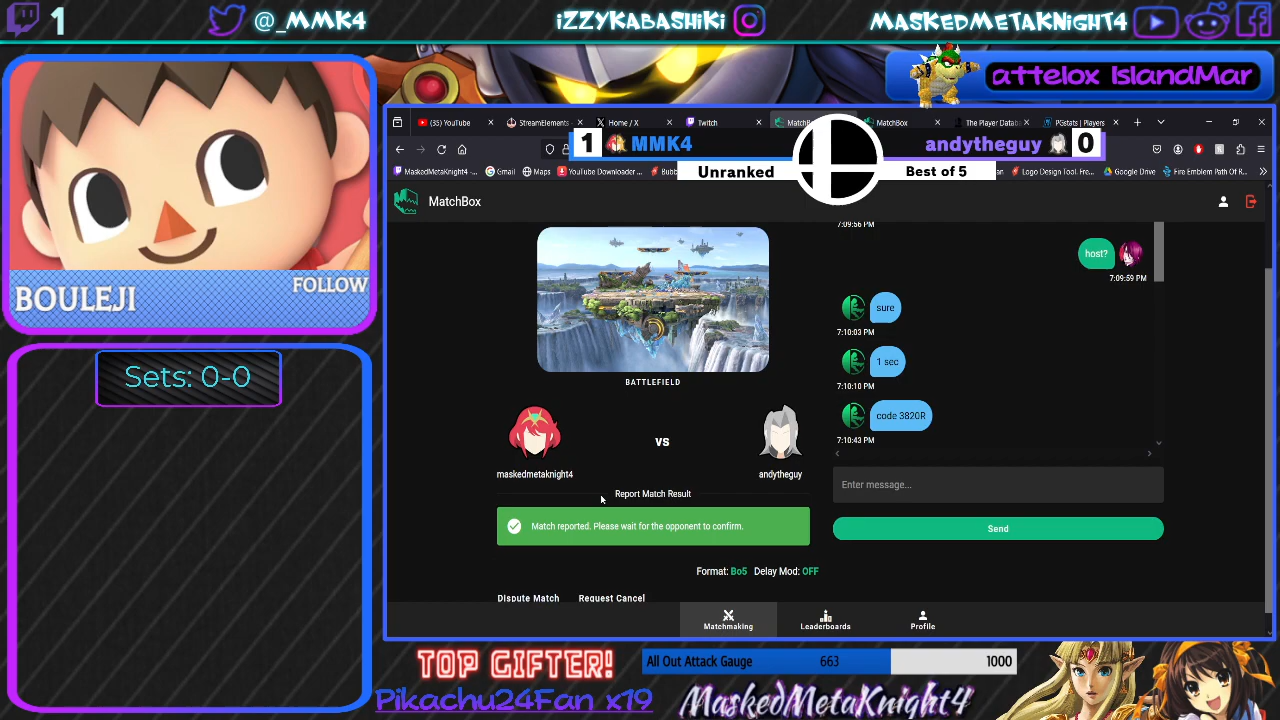 1
@_MMK4
iZZYKABASHiKi
MASKEDMETAKNIGHT4
attelox IslandMar
BOULEJI
FOLLOW
Sets: 0-0
(35) YouTube
StreamElements -
Home / X
Twitch
MatchB
MatchBox
The Player Datab
PGstats | Players
1 MMK4
andytheguy 0
Unranked
Best of 5
MaskedMetaKnight4 -...
Gmail
Maps
YouTube Downloader ...
Bubb
Logo Design Tool. Fre...
Google Drive
Fire Emblem Path Of R...
MatchBox
7:09:56 PM
host?
7:09:59 PM
sure
7:10:03 PM
1 sec
7:10:10 PM
code 3820R
7:10:43 PM
BATTLEFIELD
VS
maskedmetaknight4
andytheguy
Report Match Result
Match reported. Please wait for the opponent to confirm.
Enter message...
Send
Format: Bo5 Delay Mod: OFF
Dispute Match
Request Cancel
Matchmaking
Leaderboards
Profile
TOP GIFTER!
Pikachu24Fan x19
All Out Attack Gauge
663
1000
MaskedMetaKnight4